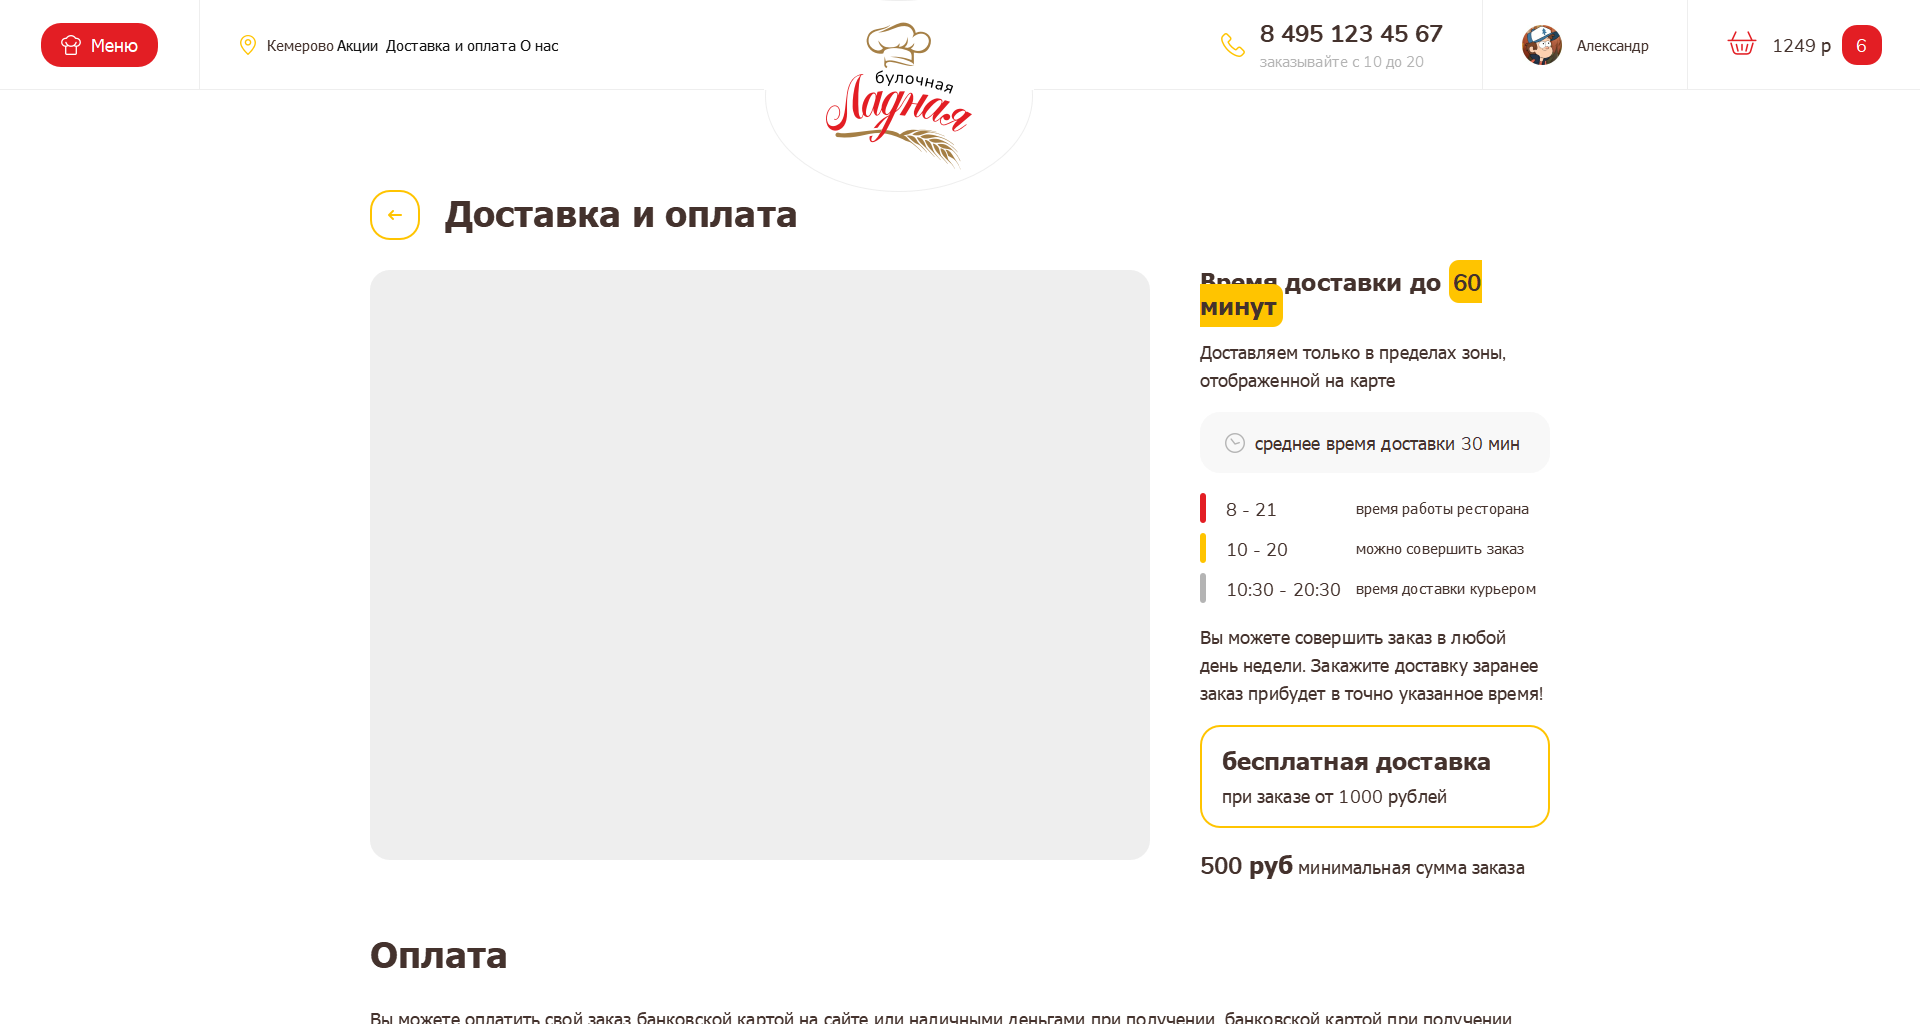 Меню
Кемерово Акции Доставка и оплата О нас
булочная
Ладная
8 495 123 45 67
заказывайте с 10 до 20
Александр
1249 р
6
Доставка и оплата
Время доставки до 60
минут
Доставляем только в пределах зоны,
отображенной на карте
среднее время доставки 30 мин
8 - 21 время работы ресторана
10 - 20 можно совершить заказ
10:30 - 20:30 время доставки курьером
Вы можете совершить заказ в любой
день недели. Закажите доставку заранее
заказ прибудет в точно указанное время!
бесплатная доставка
при заказе от 1000 рублей
500 руб минимальная сумма заказа
Оплата
Вы можете оплатить свой заказ банковской картой на сайте или наличными деньгами при получении, банковской картой при получении